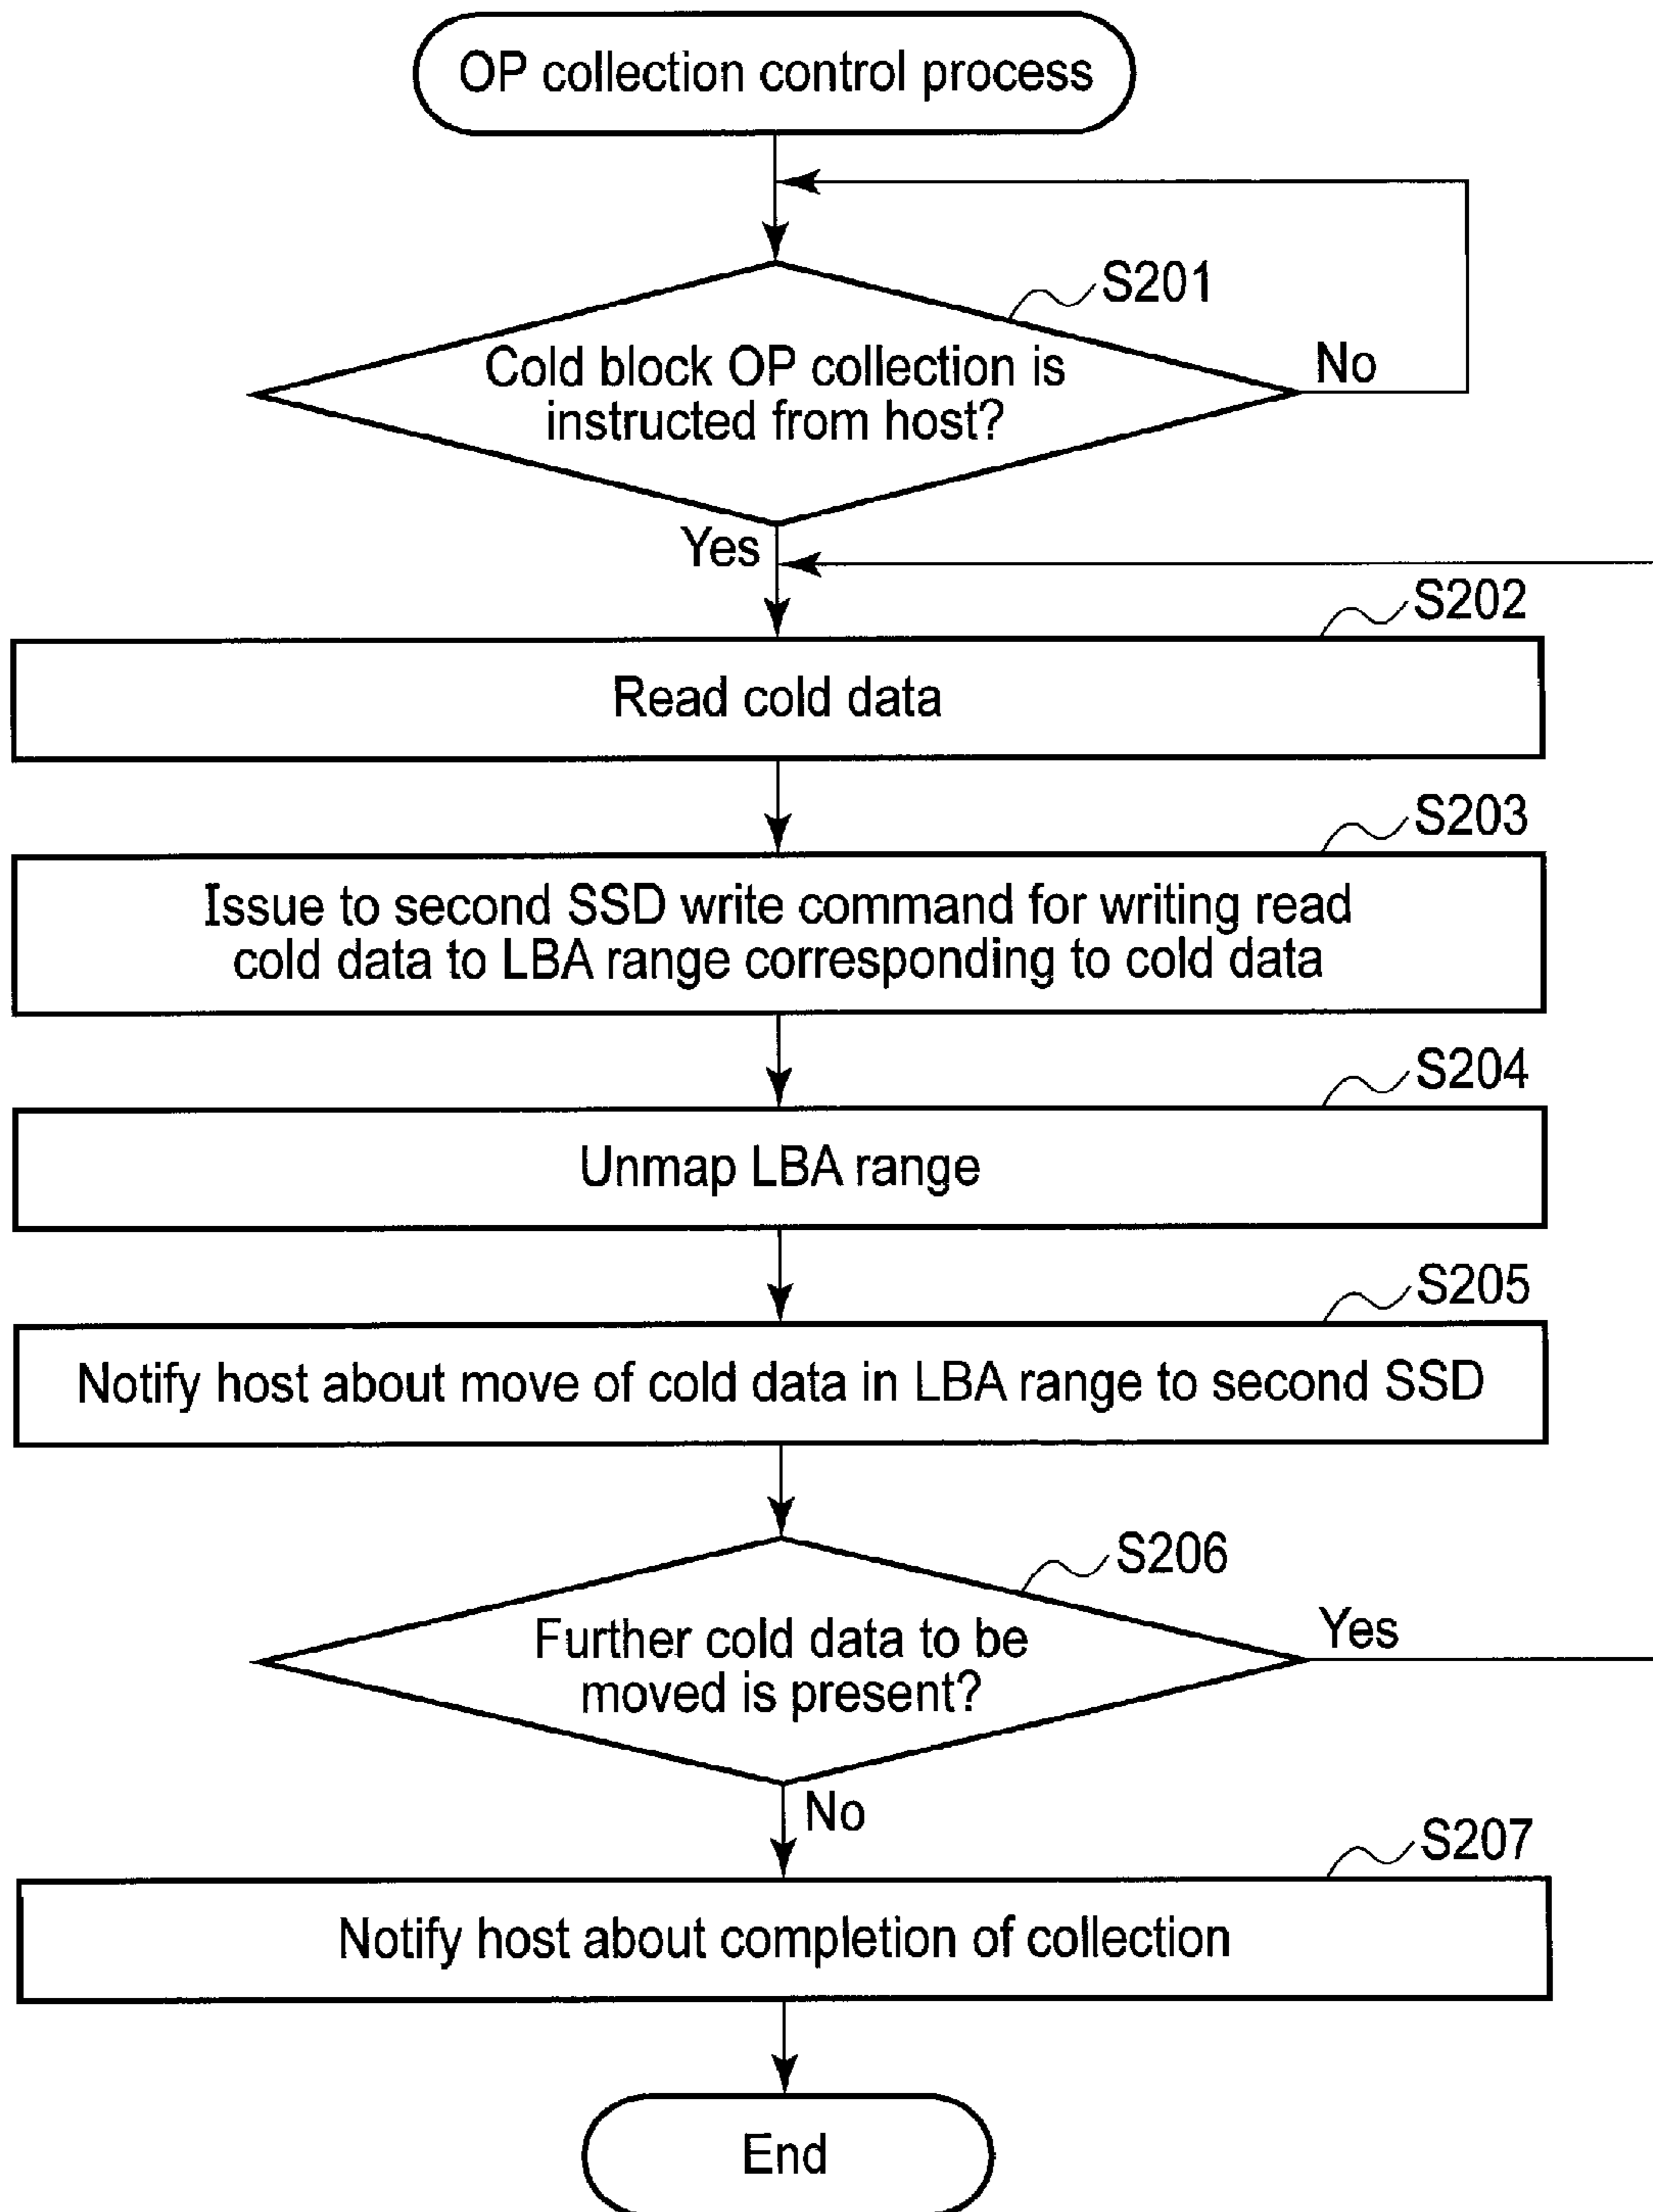 OP collection control process
S201
Cold block OP collection is
instructed from host?
No
Yes
S202
Read cold data
S203
Issue to second SSD write command for writing read
cold data to LBA range corresponding to cold data
S204
Unmap LBA range
S205
Notify host about move of cold data in LBA range to second SSD
S206
Further cold data to be
moved is present?
Yes
No
S207
Notify host about completion of collection
End